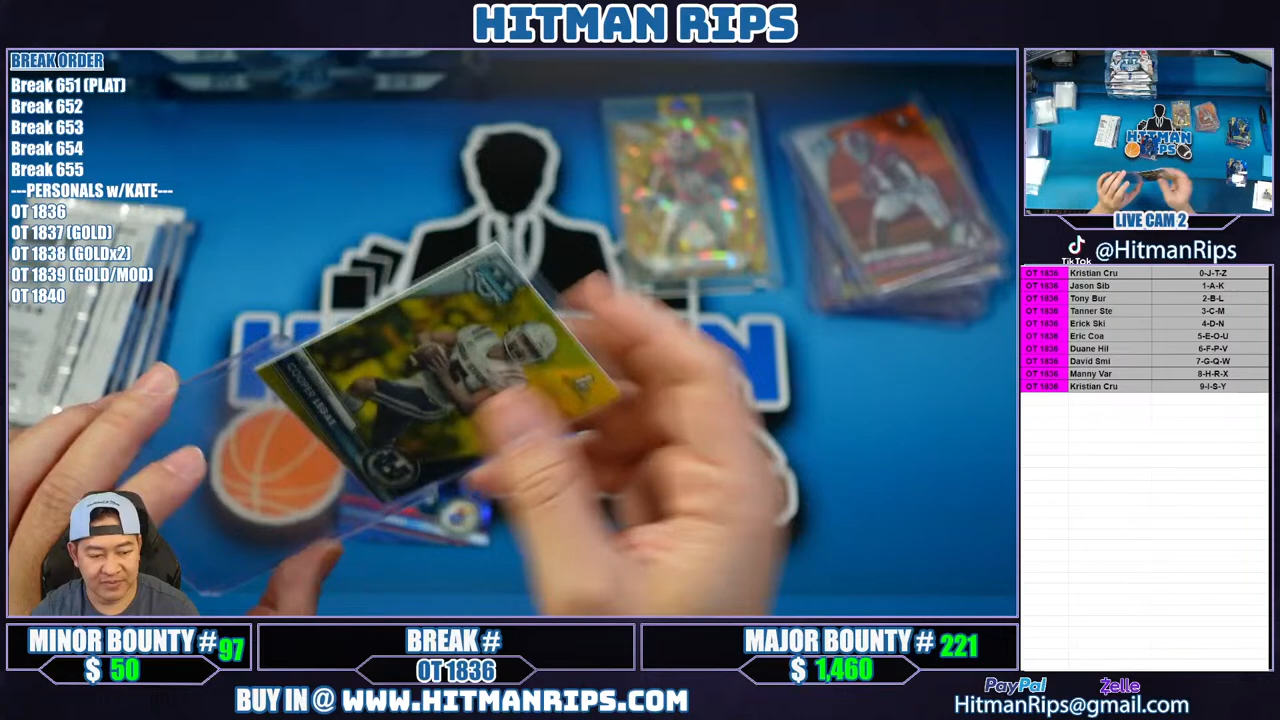 HITMAN RIPS
BREAK ORDER
Break 651 (PLAT)
Break 652
Break 653
Break 654
Break 655
---PERSONALS w/KATE---
OT 1836
OT 1837 (GOLD)
OT 1838 (GOLDx2)
OT 1839 (GOLD/MOD)
OT 1840
HITMAN
RIPS
LIVE CAM 2
TikTok
@HitmanRips
OT 1836 Kristian Cru 0-J-T-Z
OT 1836 Jason Sib 1-A-K
OT 1836 Tony Bur 2-B-L
OT 1836 Tanner Ste 3-C-M
OT 1836 Erick Ski 4-D-N
OT 1836 Eric Coa 5-E-O-U
OT 1836 Duane Hil 6-F-P-V
OT 1836 David Smi 7-G-Q-W
OT 1836 Manny Var 8-H-R-X
OT 1836 Kristian Cru 9-I-S-Y
COOPER
MINOR BOUNTY # 97
$ 50
BREAK #
OT 1836
MAJOR BOUNTY # 221
$ 1,460
BUY IN @ WWW.HITMANRIPS.COM
PayPal Zelle
HitmanRips@gmail.com